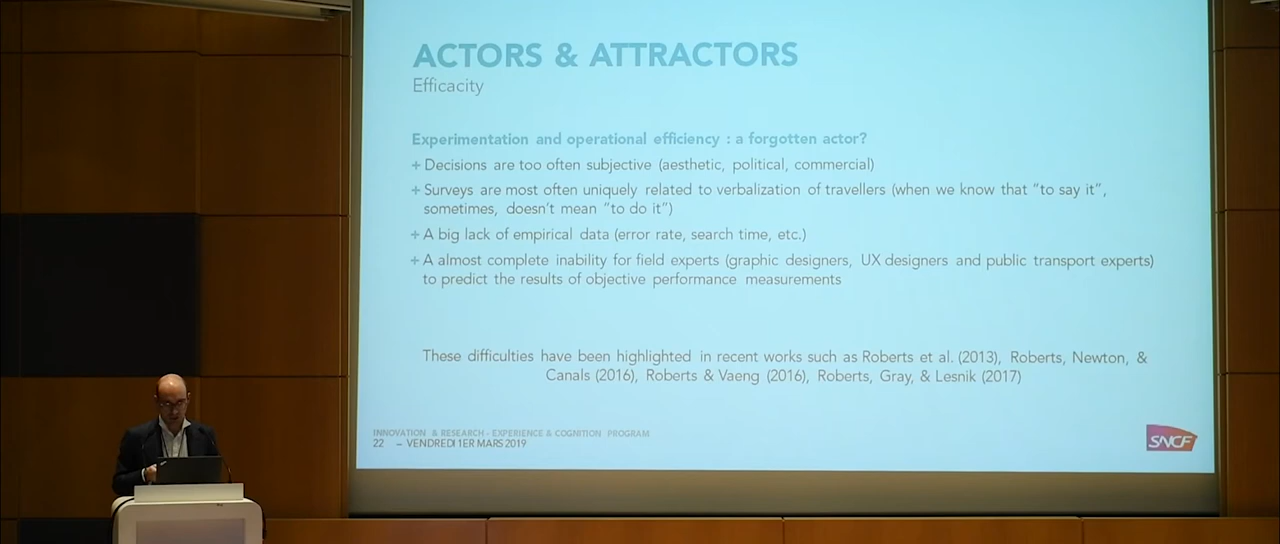 ACTORS & ATTRACTORS
Efficacity
Experimentation and operational efficiency : a forgotten actor?
+ Decisions are too often subjective (aesthetic, political, commercial)
+ Surveys are most often uniquely related to verbalization of travellers (when we know that "to say it",
sometimes, doesn't mean "to do it")
+ A big lack of empirical data (error rate, search time, etc.)
+ A almost complete inability for field experts (graphic designers, UX designers and public transport experts)
to predict the results of objective performance measurements
These difficulties have been highlighted in recent works such as Roberts et al. (2013), Roberts, Newton, &
Canals (2016), Roberts & Vaeng (2016), Roberts, Gray, & Lesnik (2017)
INNOVATION & RESEARCH - EXPERIENCE & COGNITION PROGRAM
22 – VENDREDI 1ER MARS 2019
SNCF